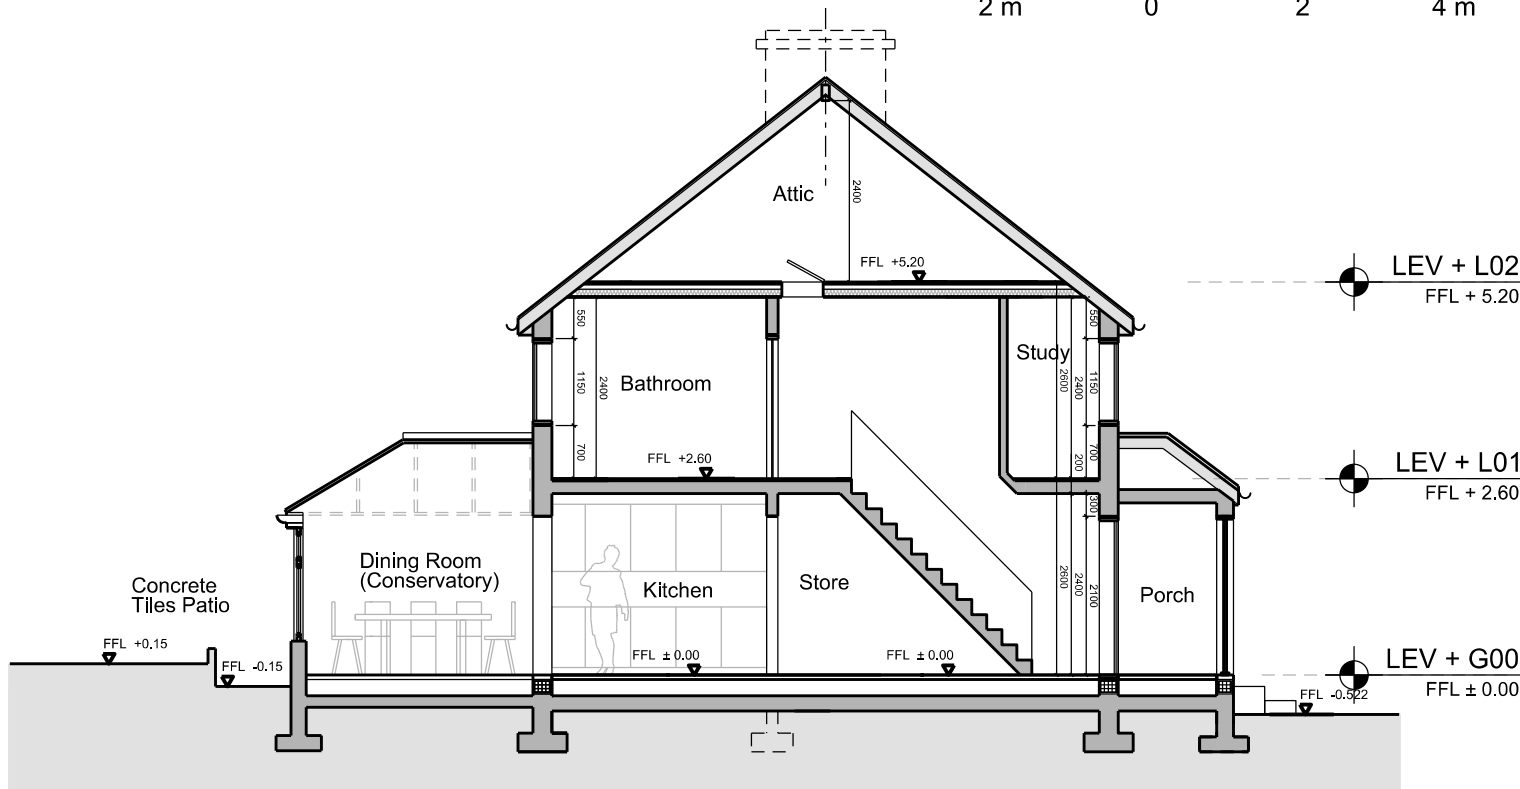 2 m 0 2 4 m
Attic
2400
FFL +5.20
LEV + L02
FFL + 5.20
550
550
Study
Bathroom
1150
2400
2600
2400
1150
700
700
200
FFL +2.60
LEV + L01
FFL + 2.60
300
Dining Room
(Conservatory)
Concrete
Tiles Patio
Kitchen
Store
2600
2400
2100
Porch
FFL +0.15
FFL -0.15
FFL ± 0.00
FFL ± 0.00
LEV + G00
FFL ± 0.00
FFL -0.522